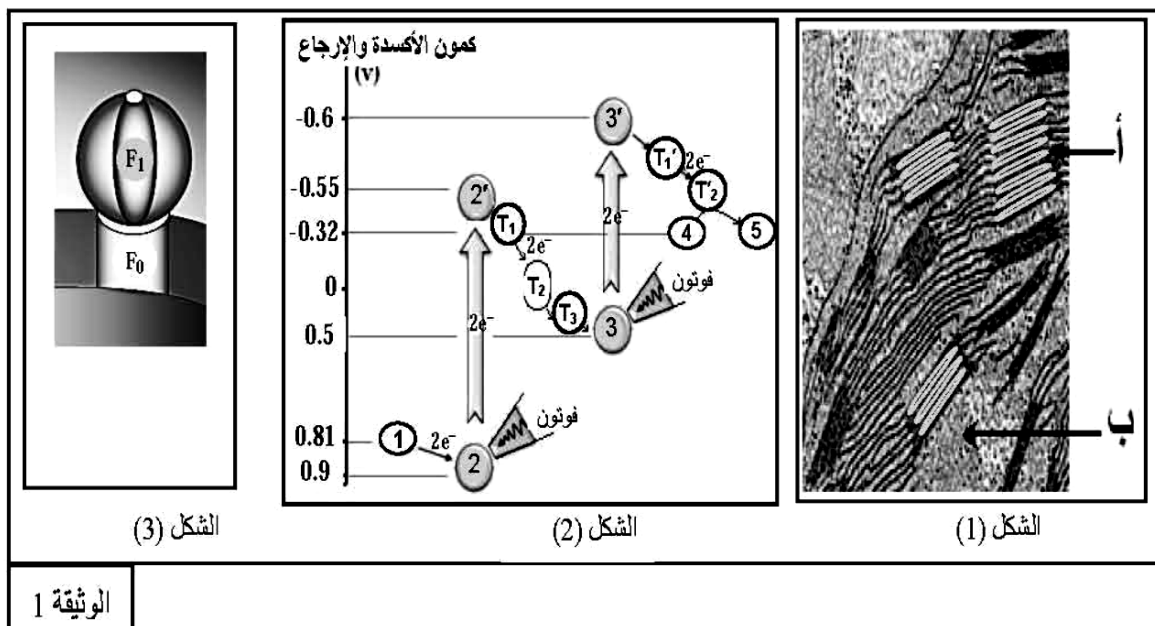 كمون الأكسدة والإرجاع
(v)
-0.6
-0.55
-0.32
0
0.5
0.81
0.9
1
2e⁻
2
فوتون
2e⁻
2′
T₁
2e⁻
T₂
T₃
3
فوتون
2e⁻
3′
T₁′
2e⁻
T′₂
4
5
أ
ب
F₁
F₀
الشكل (1)
الشكل (2)
الشكل (3)
الوثيقة 1